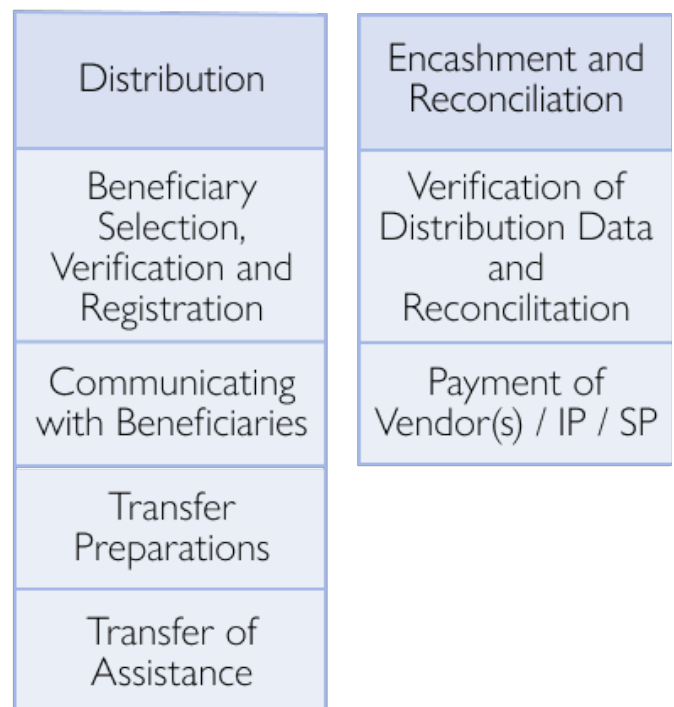 Distribution
Beneficiary
Selection,
Verification and
Registration
Communicating
with Beneficiaries
Transfer
Preparations
Transfer of
Assistance
Encashment and
Reconciliation
Verification of
Distribution Data
and
Reconcilitation
Payment of
Vendor(s) / IP / SP